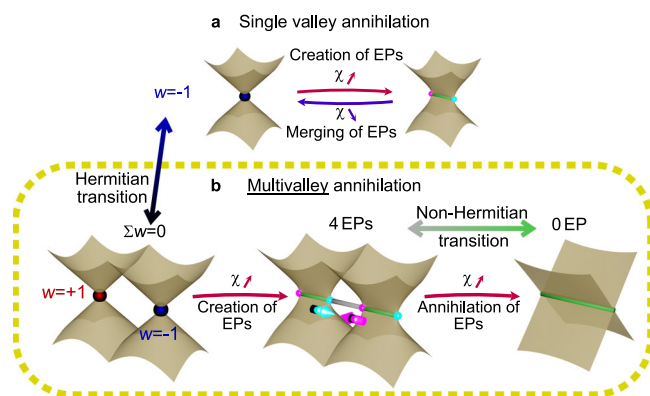 a Single valley annihilation
Creation of EPs
χ
w=-1
χ
Merging of EPs
Hermitian
transition
b Multivalley annihilation
Σw=0
4 EPs
Non-Hermitian
transition
0 EP
w=+1
χ
Creation of
EPs
χ
Annihilation
of EPs
w=-1